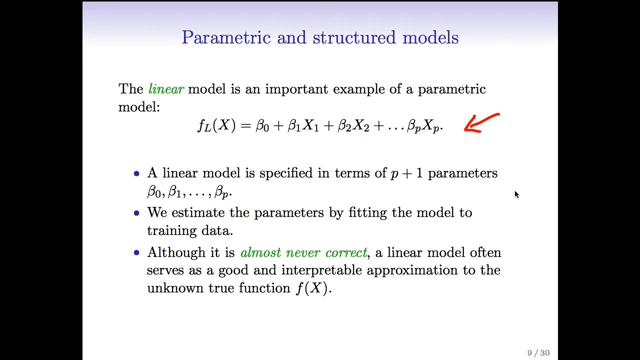 Parametric and structured models
The linear model is an important example of a parametric
model:
f_L(X) = β₀ + β₁X₁ + β₂X₂ + … β_pX_p.
• A linear model is specified in terms of p + 1 parameters
β₀, β₁, …, β_p.
• We estimate the parameters by fitting the model to
training data.
• Although it is almost never correct, a linear model often
serves as a good and interpretable approximation to the
unknown true function f(X).
9 / 30